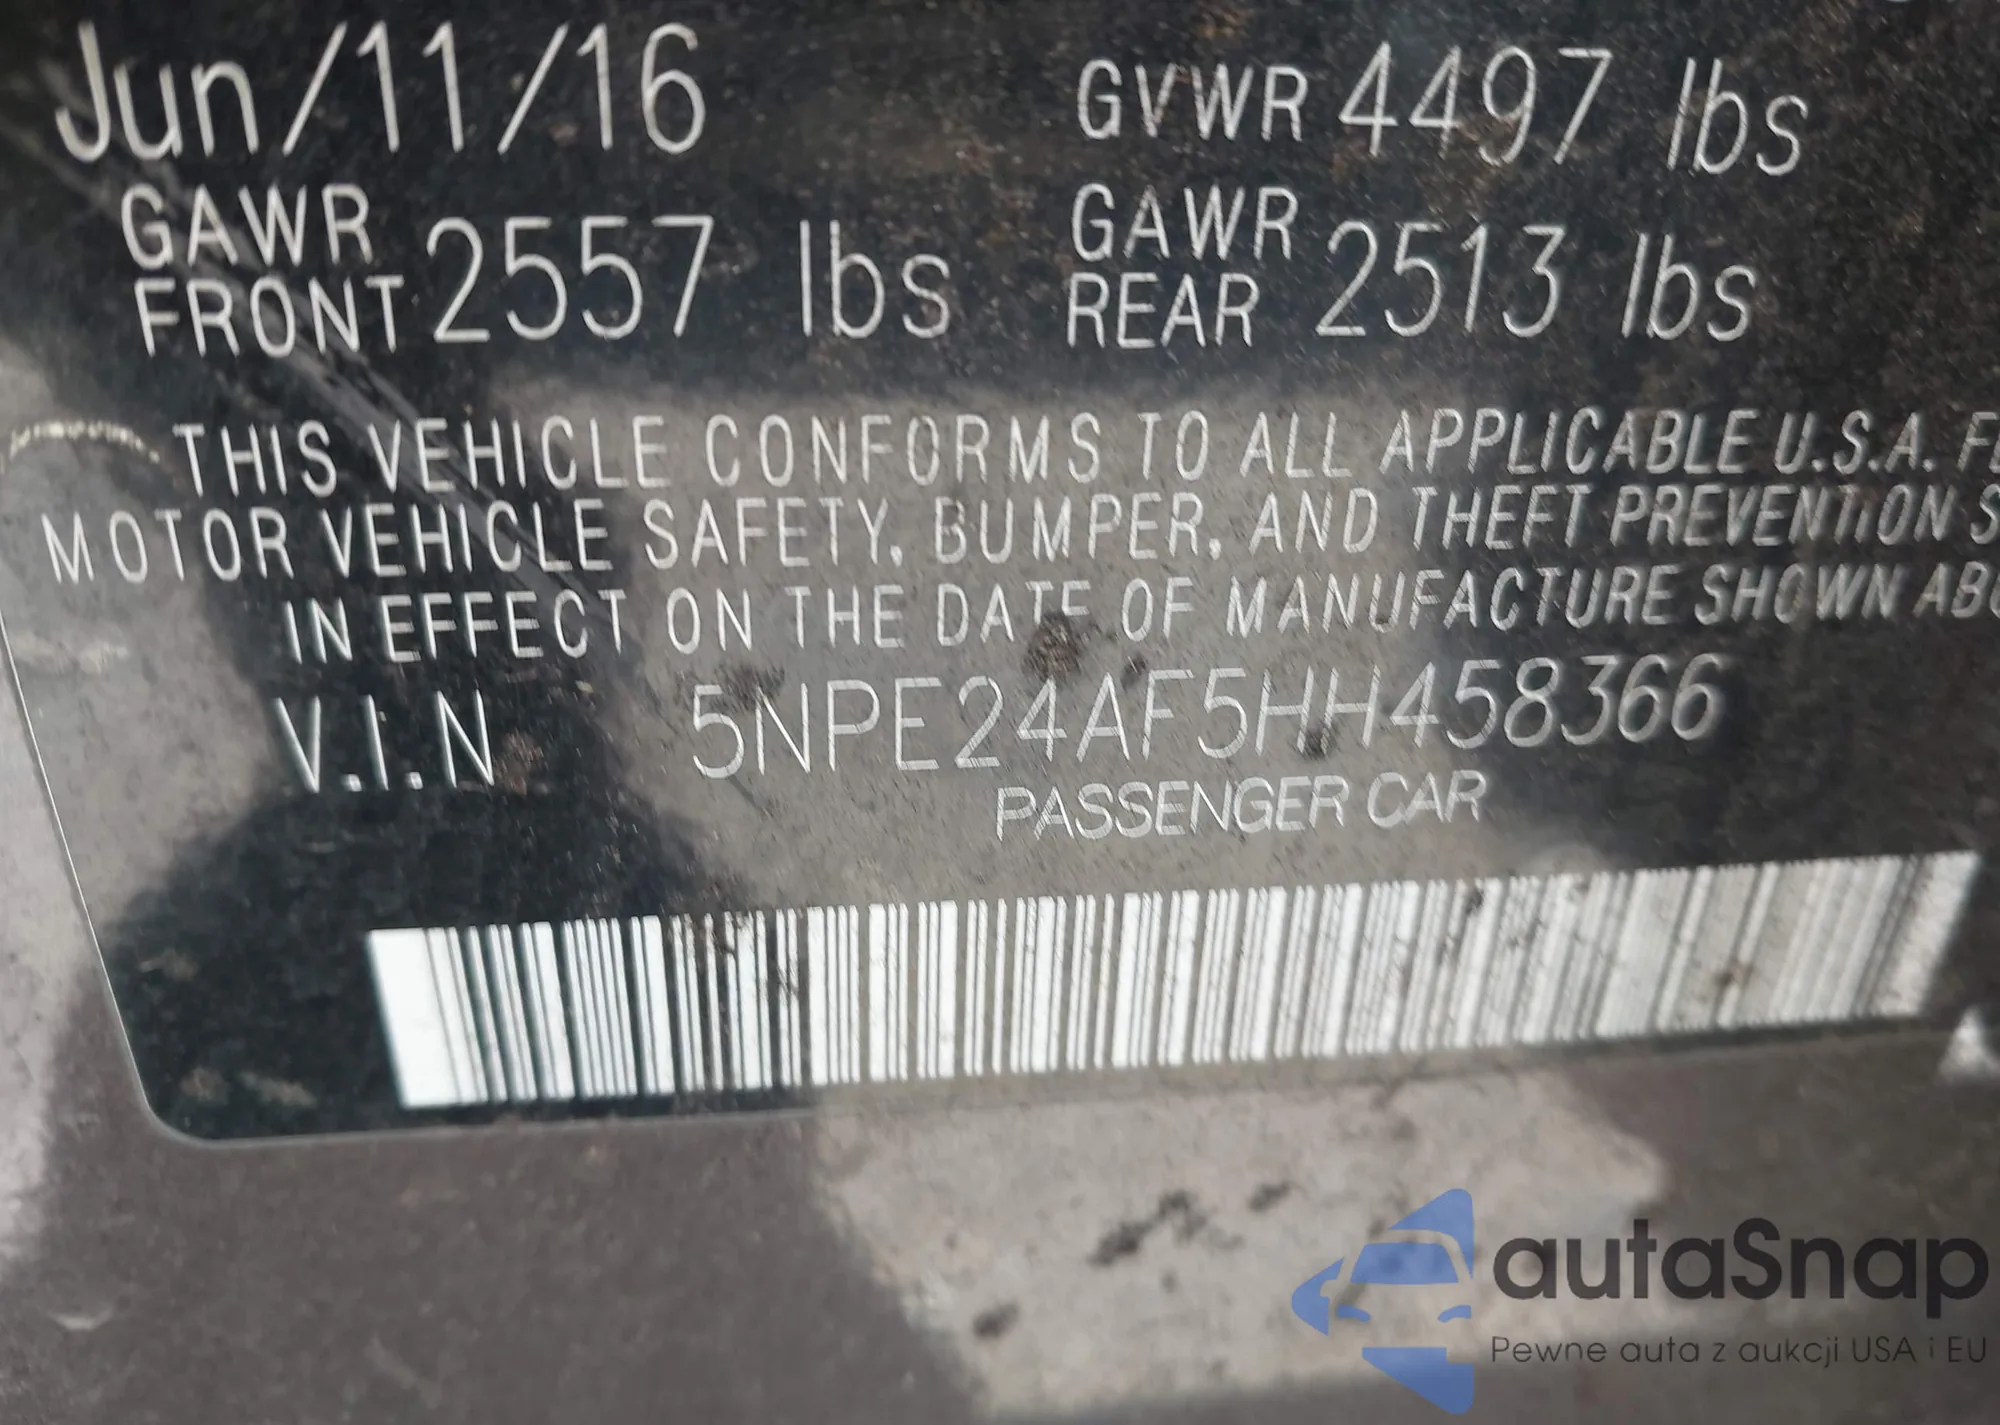 Jun/11/16 GVWR 4497 lbs
GAWR FRONT 2557 lbs GAWR REAR 2513 lbs
THIS VEHICLE CONFORMS TO ALL APPLICABLE U.S.A.
MOTOR VEHICLE SAFETY, BUMPER, AND THEFT PREVENTION
IN EFFECT ON THE DATE OF MANUFACTURE SHOWN
V.I.N 5NPE24AF5HH458366
PASSENGER CAR
autaSnap
Pewne auta z aukcji USA i EU